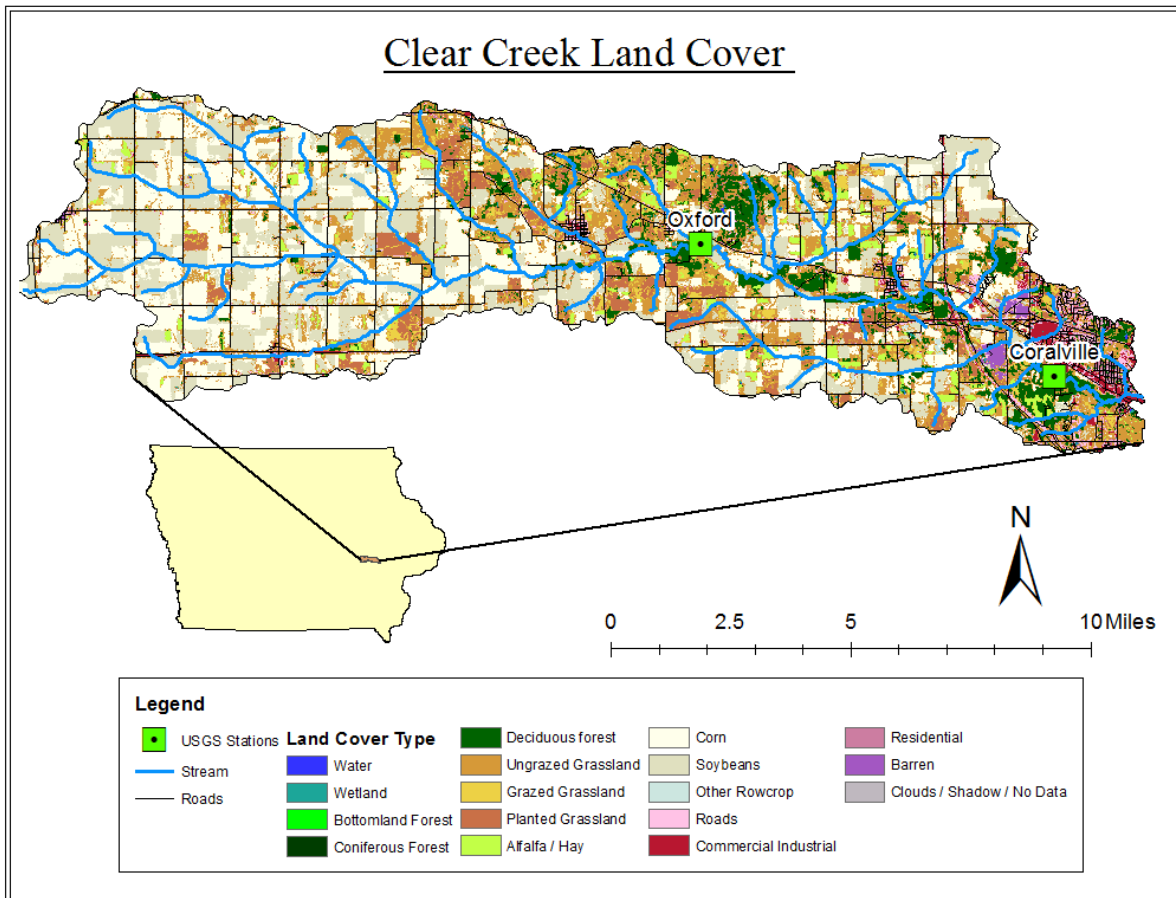 Clear Creek Land Cover
Oxford
Coralville
N
0 2.5 5 10 Miles
Legend
USGS Stations
Stream
Roads
Land Cover Type
Water
Wetland
Bottomland Forest
Coniferous Forest
Deciduous forest
Ungrazed Grassland
Grazed Grassland
Planted Grassland
Alfalfa / Hay
Corn
Soybeans
Other Rowcrop
Roads
Commercial Industrial
Residential
Barren
Clouds / Shadow / No Data